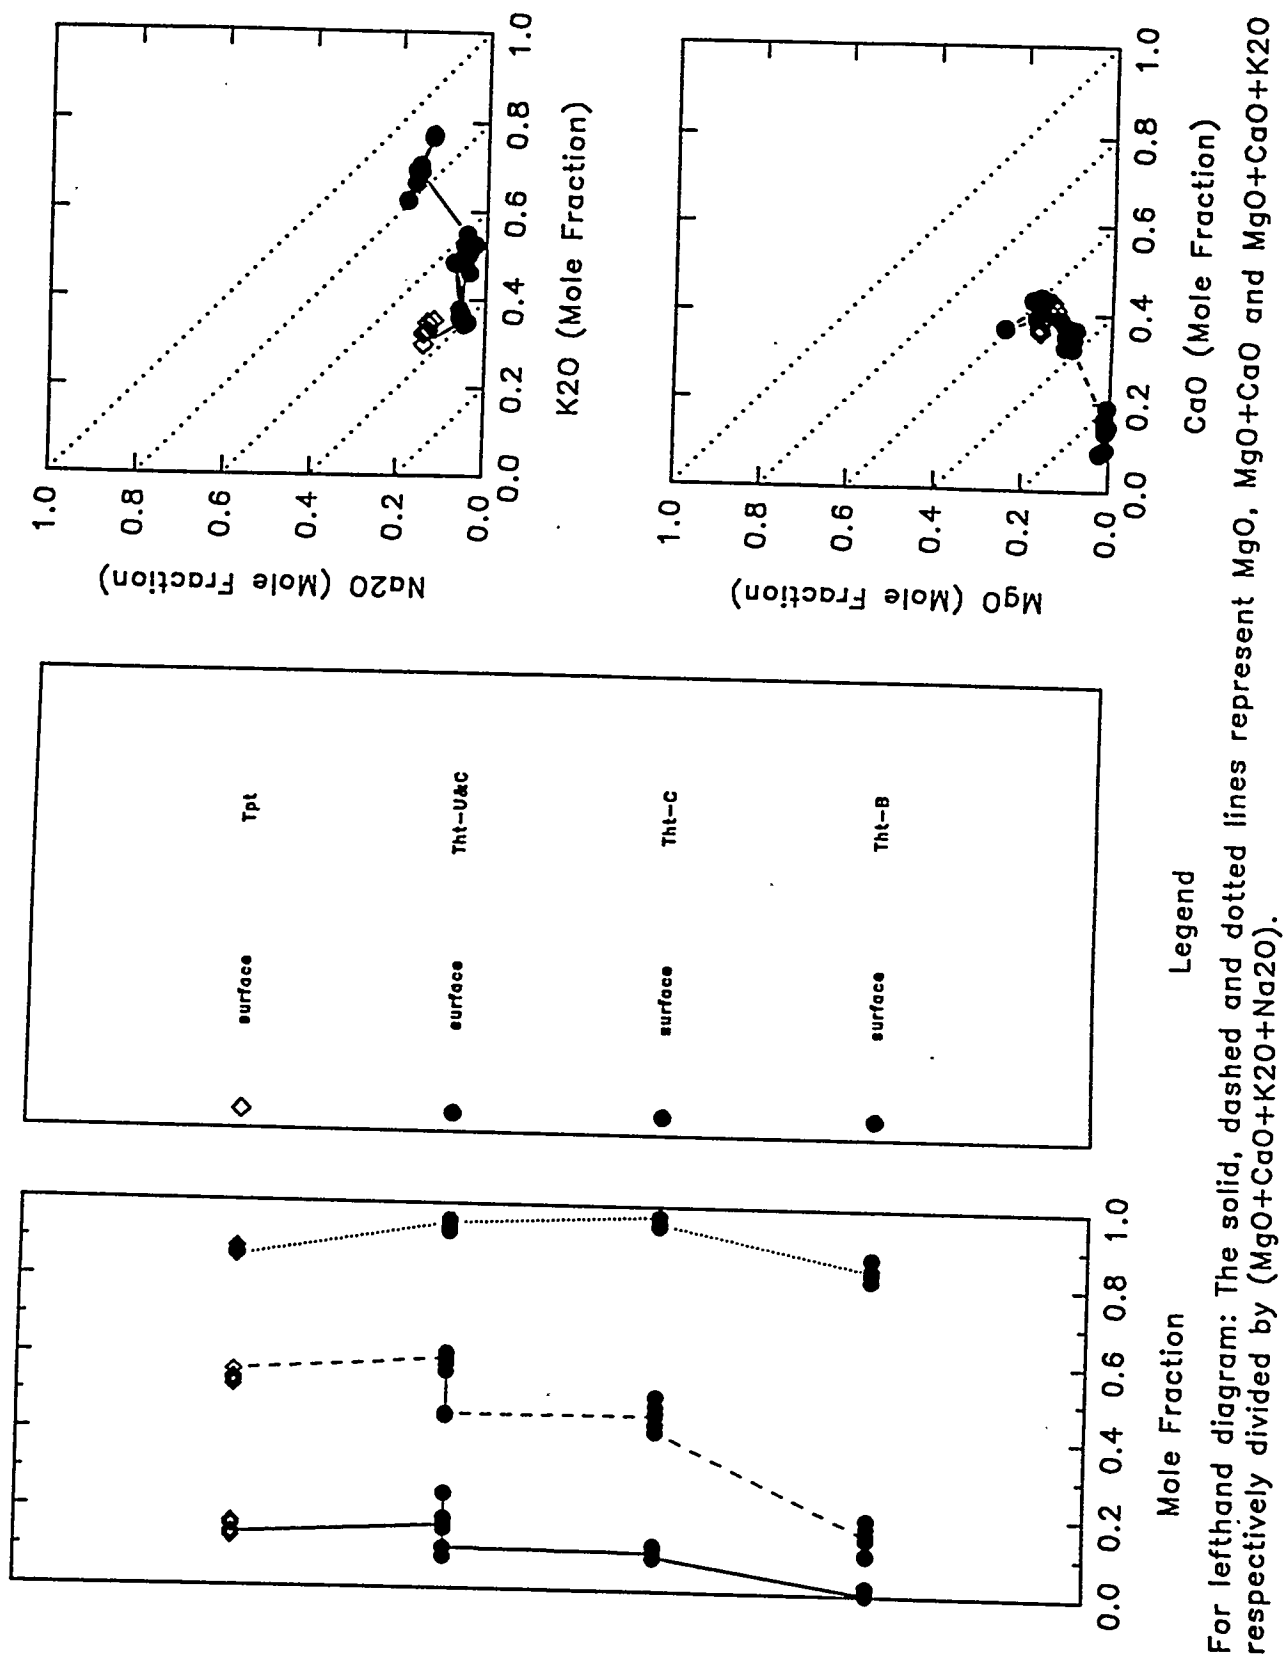 0.0 0.2 0.4 0.6 0.8 1.0
Mole Fraction
surface Tpt
surface Tht-U&C
surface Tht-C
surface Tht-B
Legend
1.0
0.8
0.6
0.4
0.2
0.0
Na2O (Mole Fraction)
0.0 0.2 0.4 0.6 0.8 1.0
K2O (Mole Fraction)
1.0
0.8
0.6
0.4
0.2
0.0
MgO (Mole Fraction)
0.0 0.2 0.4 0.6 0.8 1.0
CaO (Mole Fraction)
For lefthand diagram: The solid, dashed and dotted lines represent MgO, MgO+CaO and MgO+CaO+K2O
respectively divided by (MgO+CaO+K2O+Na2O).